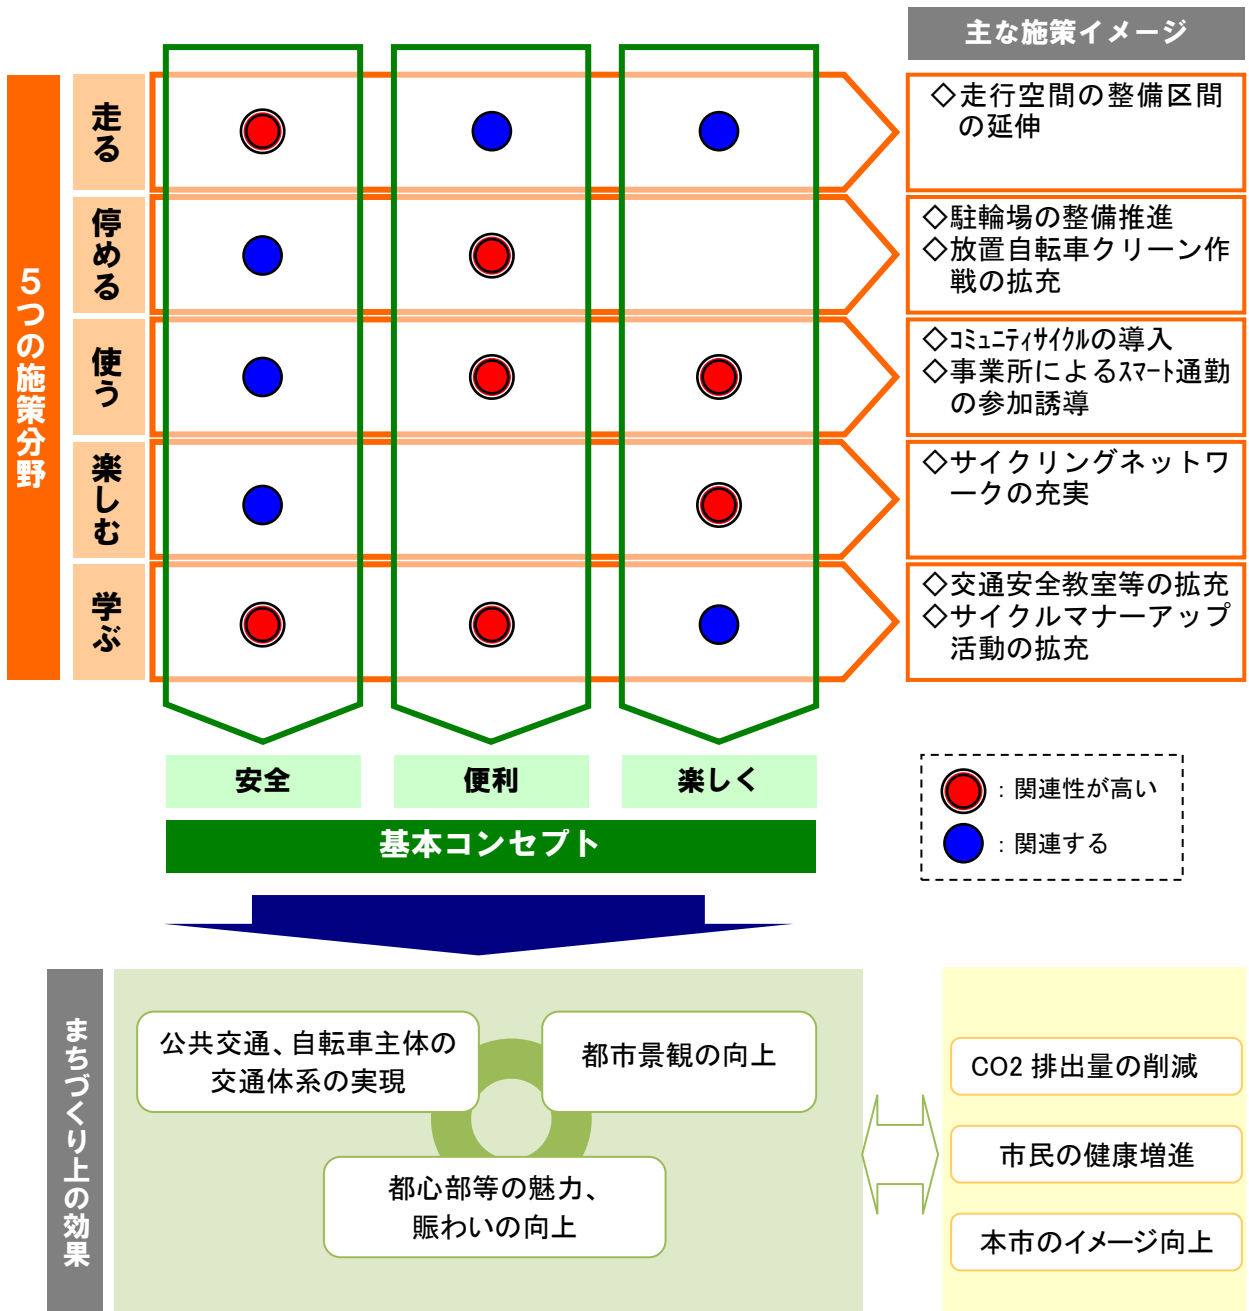 主な施策イメージ
5つの施策分野
走る
◇走行空間の整備区間
の延伸
停める
◇駐輪場の整備推進
◇放置自転車クリーン作
戦の拡充
使う
◇コミュニティサイクルの導入
◇事業所によるスマート通勤
の参加誘導
楽しむ
◇サイクリングネットワ
ークの充実
学ぶ
◇交通安全教室等の拡充
◇サイクルマナーアップ
活動の拡充
安全
便利
楽しく
基本コンセプト
：関連性が高い
：関連する
まちづくり上の効果
公共交通、自転車主体の
交通体系の実現
都市景観の向上
都心部等の魅力、
賑わいの向上
CO2 排出量の削減
市民の健康増進
本市のイメージ向上